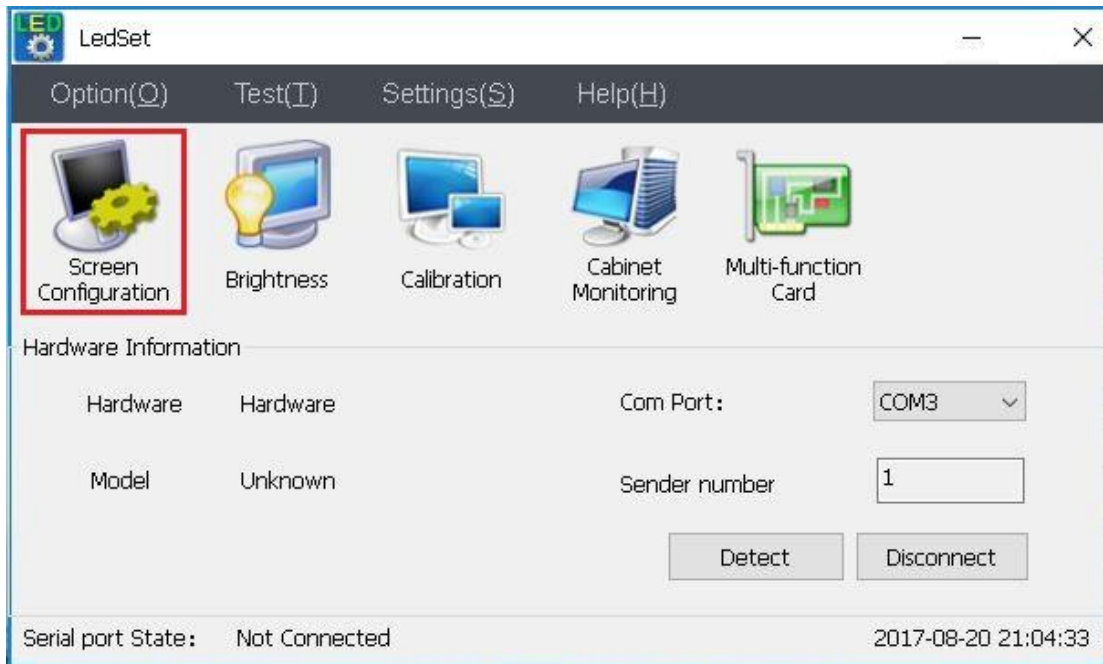 LED
LedSet
Option(O) Test(T) Settings(S) Help(H)
Screen
Configuration
Brightness
Calibration
Cabinet
Monitoring
Multi-function
Card
Hardware Information
Hardware Hardware Com Port: COM3
Model Unknown Sender number 1
Detect Disconnect
Serial port State: Not Connected 2017-08-20 21:04:33